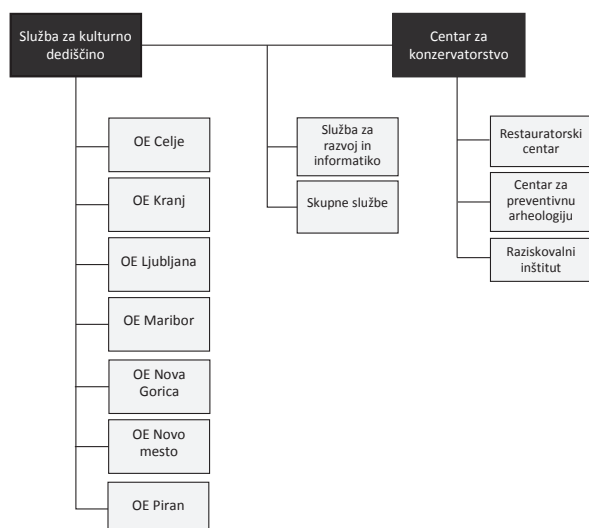 Služba za kulturno
dediščino
Centar za
konzervatorstvo
OE Celje
OE Kranj
OE Ljubljana
OE Maribor
OE Nova
Gorica
OE Novo
mesto
OE Piran
Služba za
razvoj in
informatiko
Skupne službe
Restauratorski
centar
Centar za
preventivnu
arheologiju
Raziskovalni
inštitut